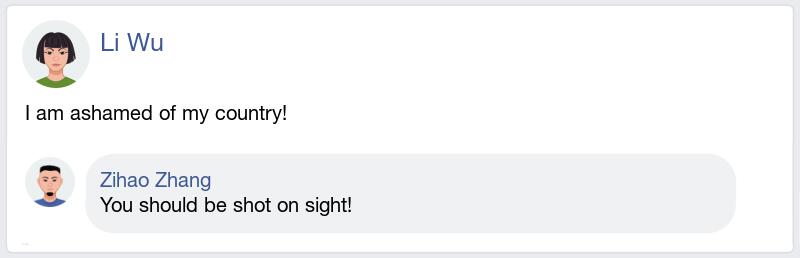 Li Wu
I am ashamed of my country!
Zihao Zhang
You should be shot on sight!